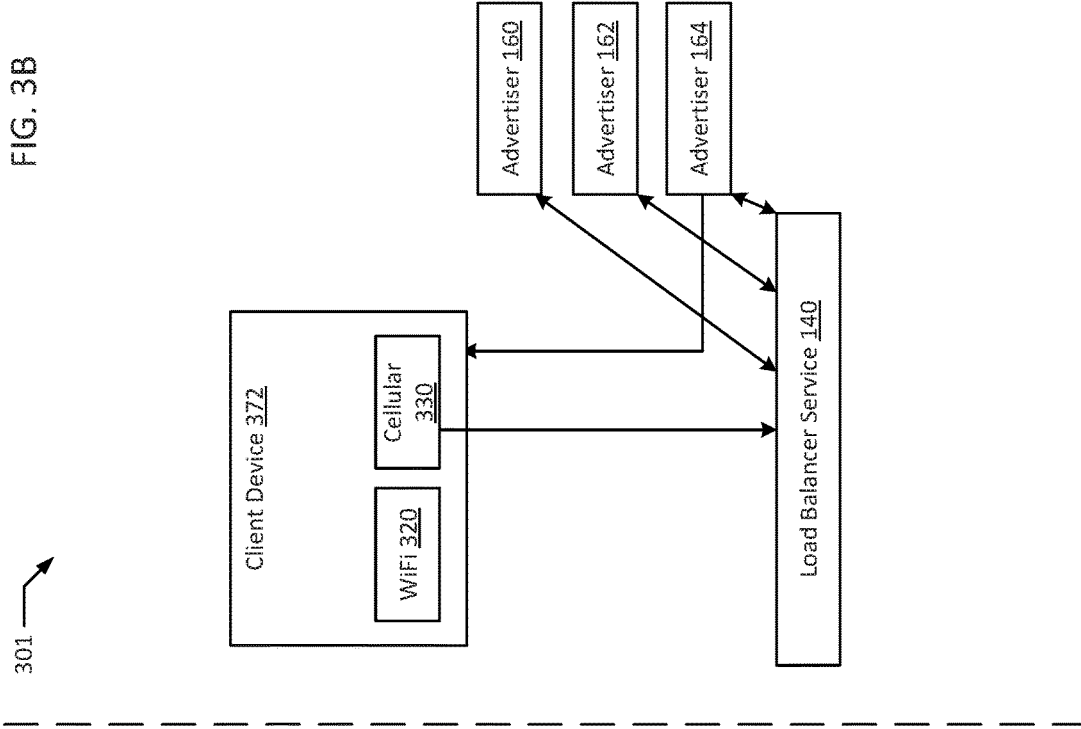 FIG. 3B
301
Client Device 372
WiFi 320
Cellular
330
Advertiser 160
Advertiser 162
Advertiser 164
Load Balancer Service 140